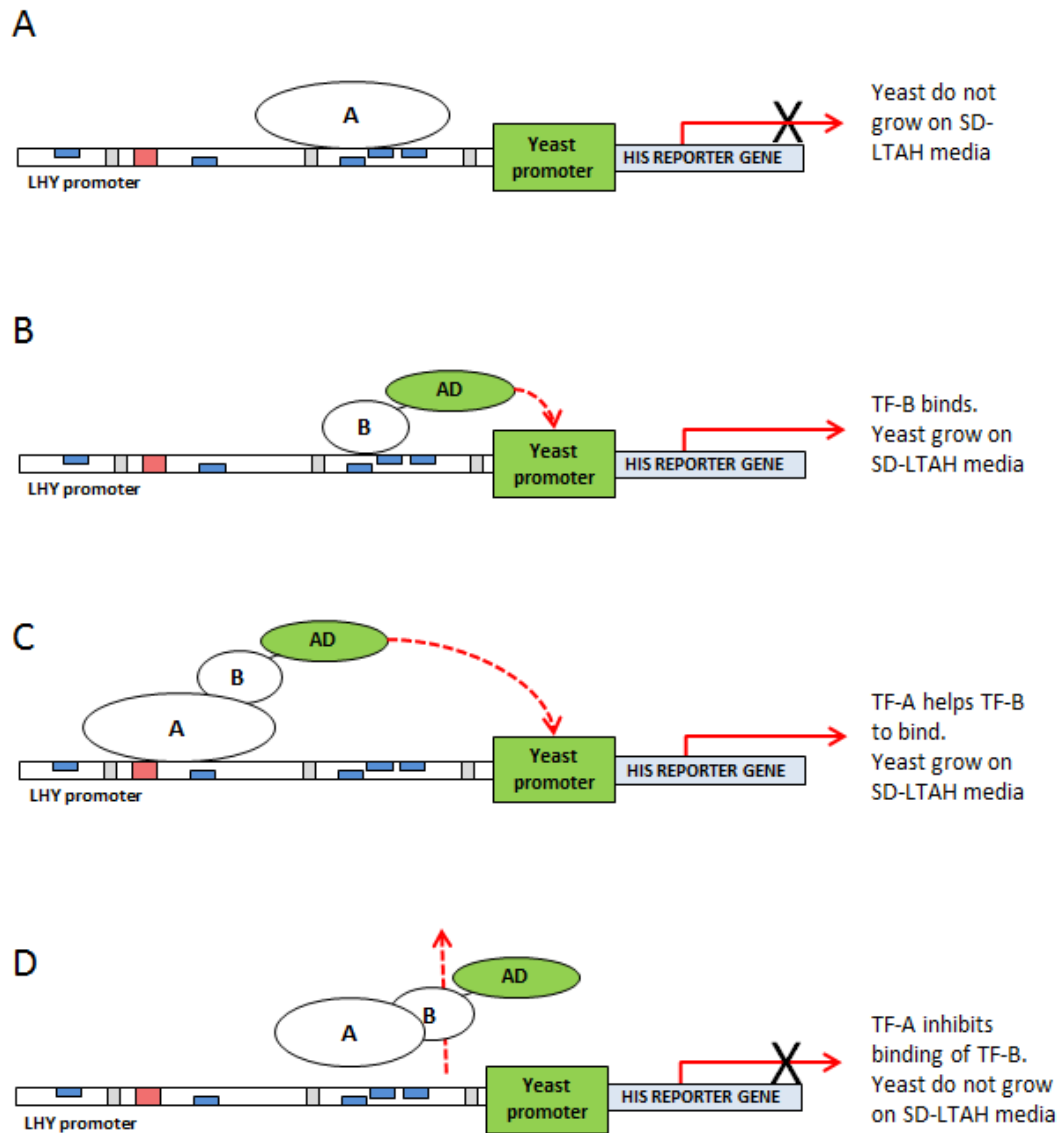 A
A
Yeast
promoter
HIS REPORTER GENE
X
LHY promoter
Yeast do not
grow on SD-
LTAH media
B
AD
B
Yeast
promoter
HIS REPORTER GENE
LHY promoter
TF-B binds.
Yeast grow on
SD-LTAH media
C
AD
B
A
Yeast
promoter
HIS REPORTER GENE
LHY promoter
TF-A helps TF-B
to bind.
Yeast grow on
SD-LTAH media
D
AD
B
A
Yeast
promoter
HIS REPORTER GENE
X
LHY promoter
TF-A inhibits
binding of TF-B.
Yeast do not grow
on SD-LTAH media